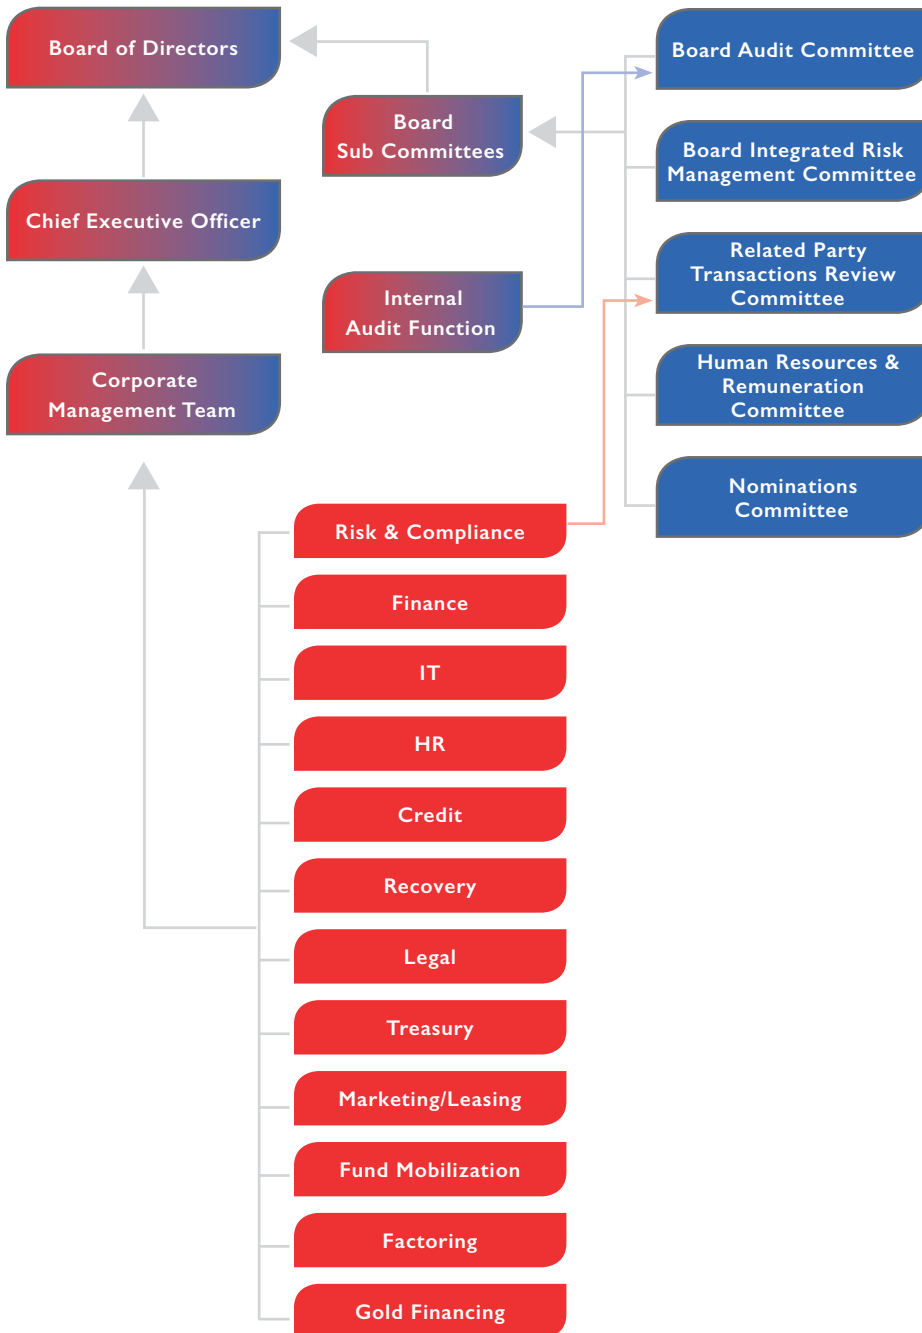 Board of Directors
Board
Sub Committees
Board Audit Committee
Board Integrated Risk
Management Committee
Chief Executive Officer
Related Party
Transactions Review
Committee
Internal
Audit Function
Corporate
Management Team
Human Resources &
Remuneration
Committee
Nominations
Committee
Risk & Compliance
Finance
IT
HR
Credit
Recovery
Legal
Treasury
Marketing/Leasing
Fund Mobilization
Factoring
Gold Financing